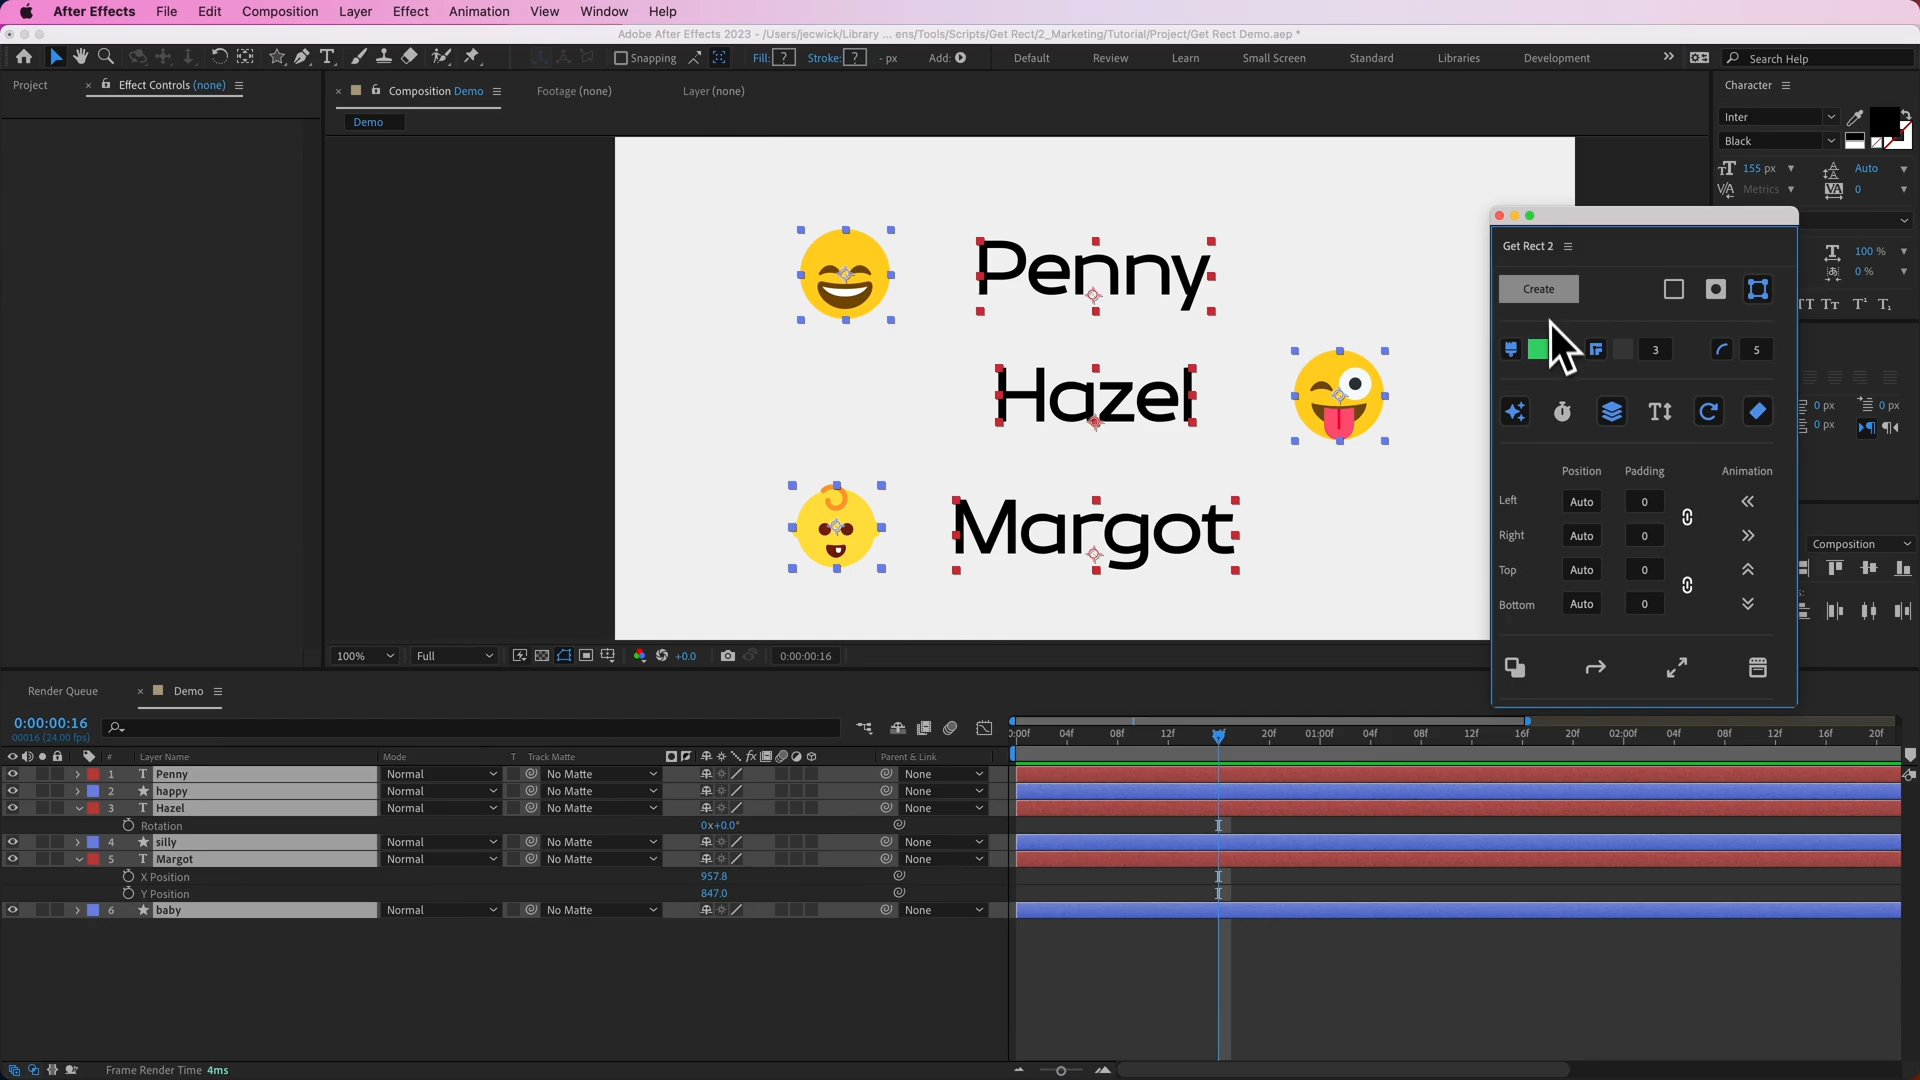 After Effects File Edit Composition Layer Effect Animation View Window Help
Adobe After Effects 2023 - /Users/jecwick/Library ... ens/Tools/Scripts/Get Rect/2_Marketing/Tutorial/Project/Get Rect Demo.aep *
Snapping Fill: ? Stroke: ? - px Add: Default Review Learn Small Screen Standard Libraries Development Search Help
Project × Effect Controls (none) × Composition Demo Footage (none) Layer (none) Character
Demo
Inter
Black
155 px Auto
Metrics 0
100 %
0 %
Penny
Hazel
Margot
Get Rect 2
Create
3 5
Position Padding Animation
Left Auto 0
Right Auto 0
Top Auto 0
Bottom Auto 0
0 px 0 px
0 px
Composition
100% Full +0.0 0:00:00:16
Render Queue × Demo
0:00:00:16
00016 (24.00 fps)
:00f 04f 08f 12f 20f 01:00f 04f 08f 12f 16f 20f 02:00f 04f 08f 12f 16f 20f
# Layer Name Mode T Track Matte fx Parent & Link
1 T Penny Normal No Matte None
2 happy Normal No Matte None
3 T Hazel Normal No Matte None
Rotation 0x+0.0°
4 silly Normal No Matte None
5 T Margot Normal No Matte None
X Position 957.8
Y Position 847.0
6 baby Normal No Matte None
Frame Render Time 4ms